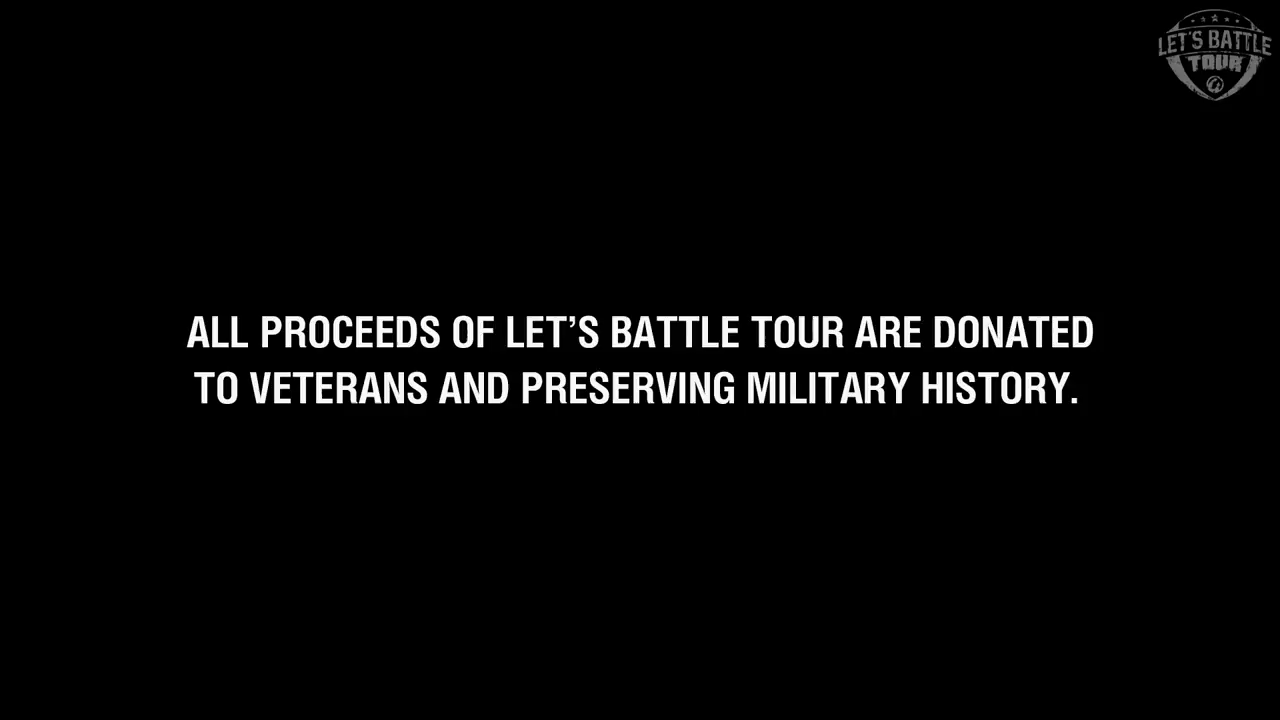 LET'S BATTLE
TOUR
ALL PROCEEDS OF LET’S BATTLE TOUR ARE DONATED
TO VETERANS AND PRESERVING MILITARY HISTORY.